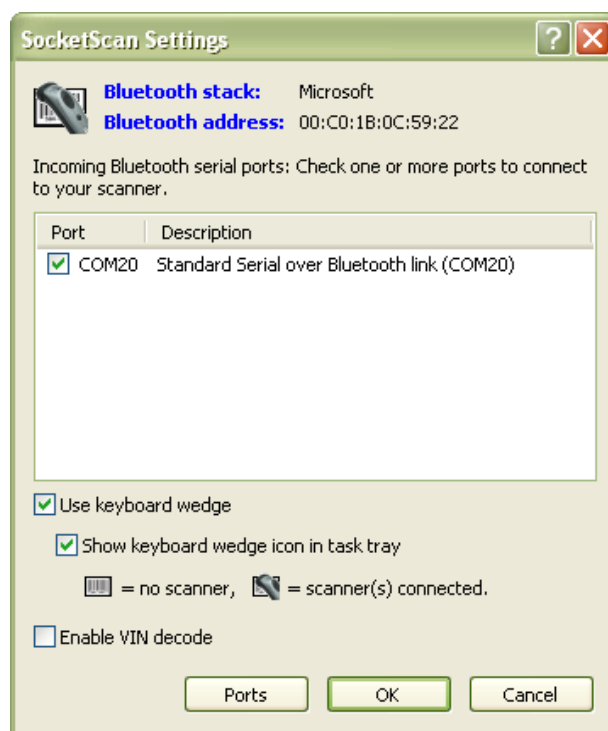 SocketScan Settings
Bluetooth stack: Microsoft
Bluetooth address: 00:C0:1B:0C:59:22
Incoming Bluetooth serial ports: Check one or more ports to connect
to your scanner.
Port Description
COM20 Standard Serial over Bluetooth link (COM20)
Use keyboard wedge
Show keyboard wedge icon in task tray
= no scanner, = scanner(s) connected.
Enable VIN decode
Ports OK Cancel